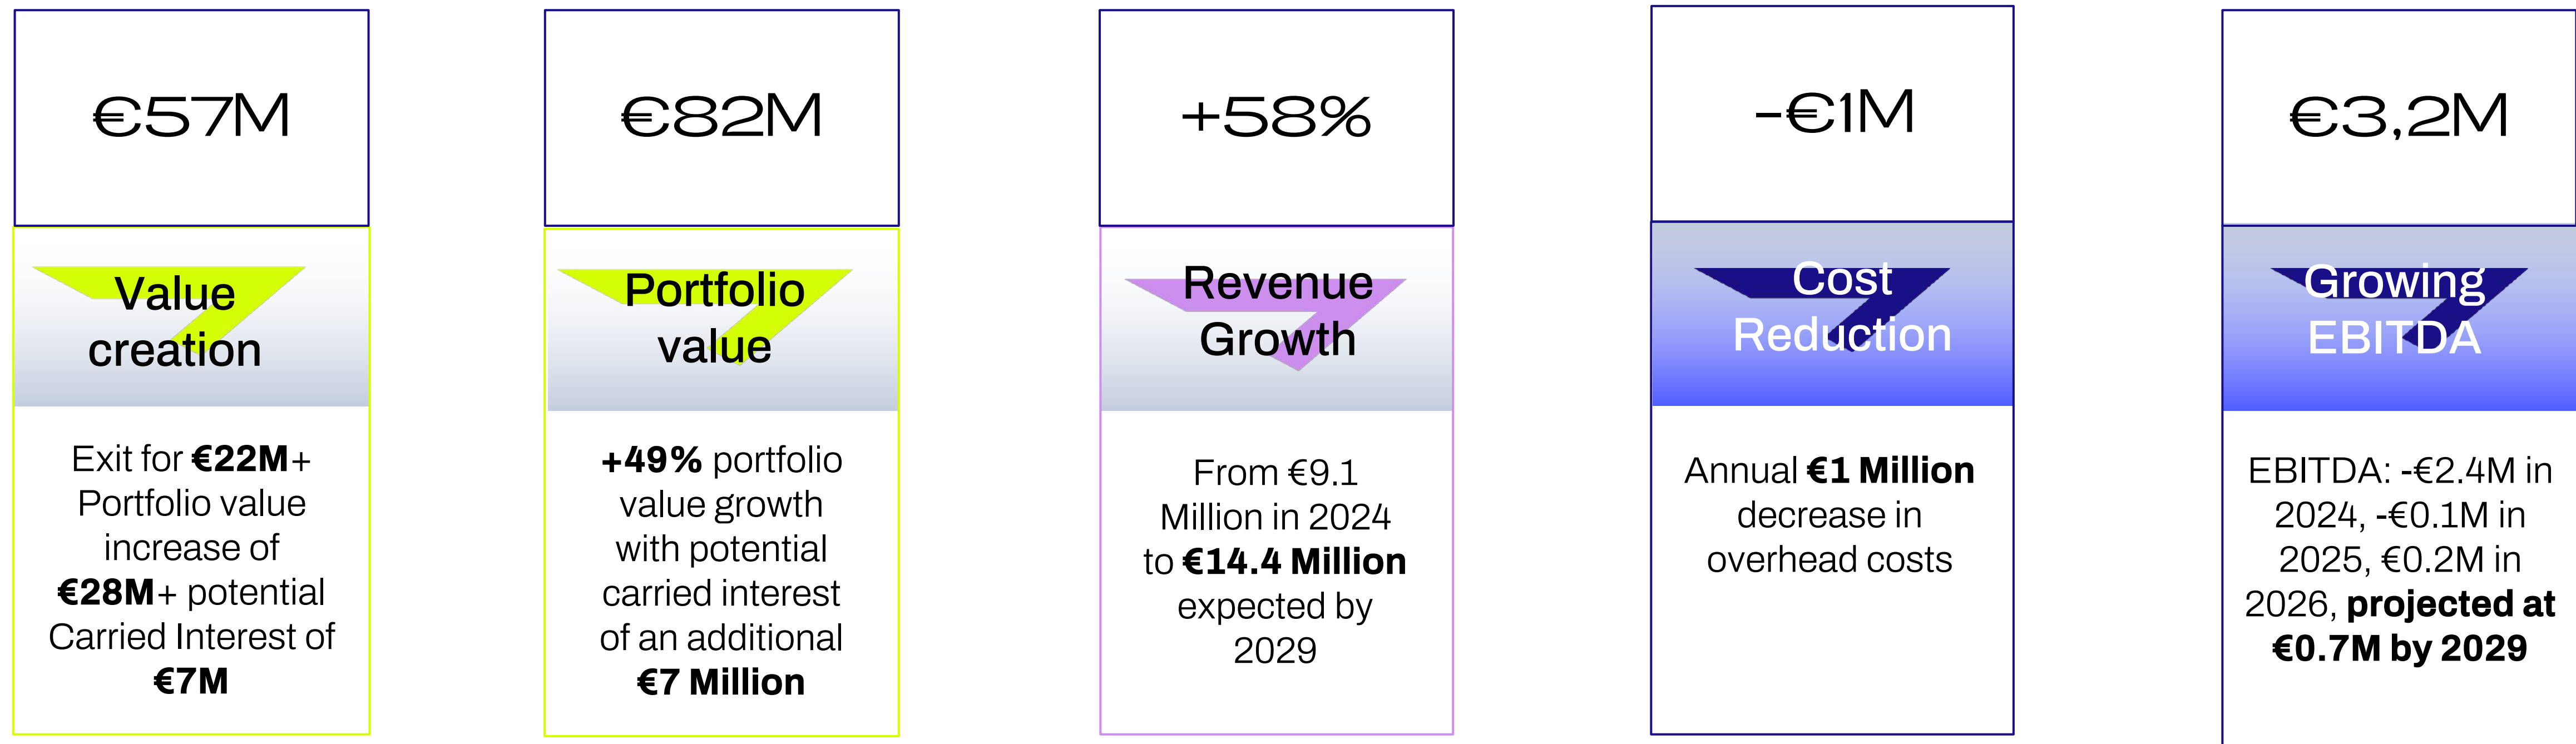 €57M
Value
creation
Exit for €22M+
Portfolio value
increase of
€28M+ potential
Carried Interest of
€7M
€82M
Portfolio
value
+49% portfolio
value growth
with potential
carried interest
of an additional
€7 Million
+58%
Revenue
Growth
From €9.1
Million in 2024
to €14.4 Million
expected by
2029
-€1M
Cost
Reduction
Annual €1 Million
decrease in
overhead costs
€3,2M
Growing
EBITDA
EBITDA: -€2.4M in
2024, -€0.1M in
2025, €0.2M in
2026, projected at
€0.7M by 2029